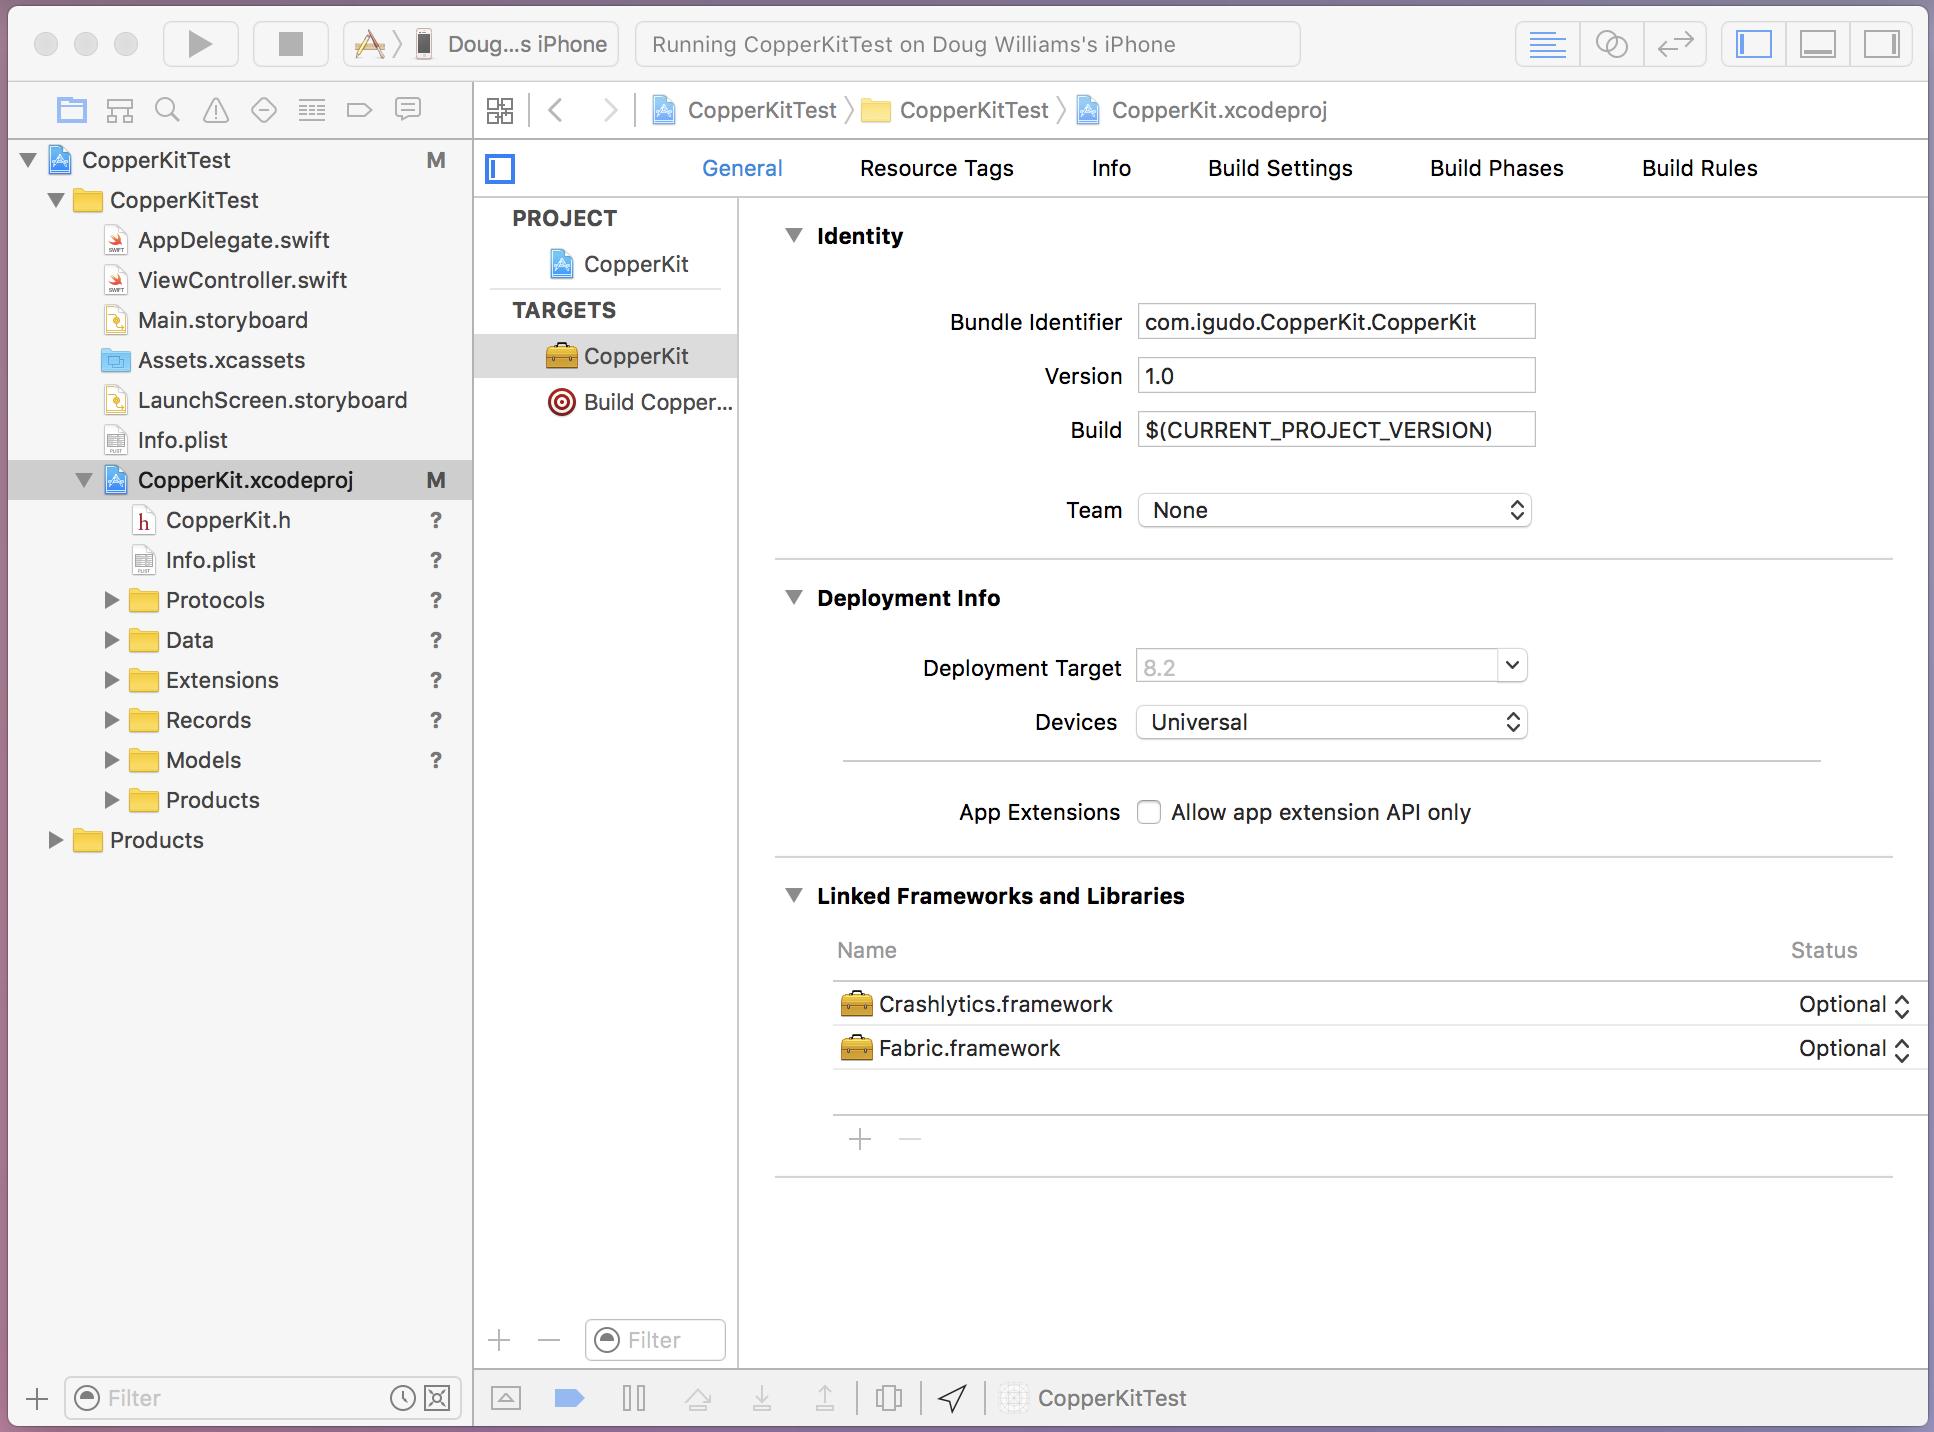 Doug...s iPhone
Running CopperKitTest on Doug Williams's iPhone
CopperKitTest
CopperKitTest
CopperKit.xcodeproj
CopperKitTest M
CopperKitTest
AppDelegate.swift
ViewController.swift
Main.storyboard
Assets.xcassets
LaunchScreen.storyboard
Info.plist
CopperKit.xcodeproj M
CopperKit.h ?
Info.plist ?
Protocols ?
Data ?
Extensions ?
Records ?
Models ?
Products
Products
Filter
General Resource Tags Info Build Settings Build Phases Build Rules
PROJECT
CopperKit
TARGETS
CopperKit
Build Copper...
Filter
Identity
Bundle Identifier com.igudo.CopperKit.CopperKit
Version 1.0
Build $(CURRENT_PROJECT_VERSION)
Team None
Deployment Info
Deployment Target 8.2
Devices Universal
App Extensions Allow app extension API only
Linked Frameworks and Libraries
Name Status
Crashlytics.framework Optional
Fabric.framework Optional
CopperKitTest